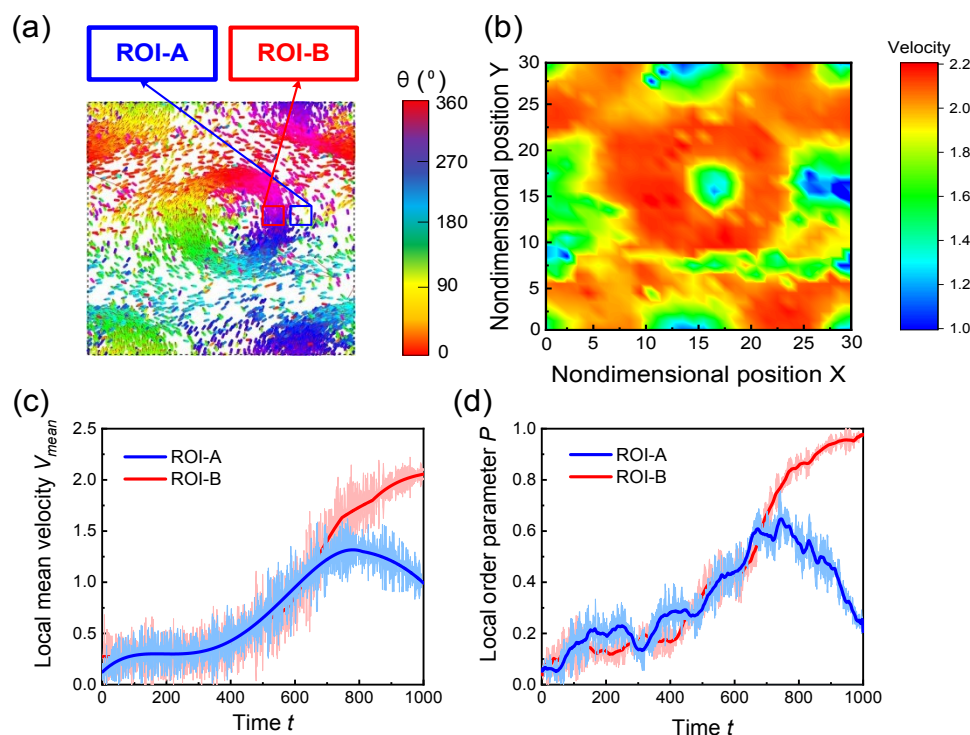 (a)
ROI-A
ROI-B
θ (⁰)
360
270
180
90
0
(b)
Nondimensional position Y
30
25
20
15
10
5
0
0
5
10
15
20
25
30
Nondimensional position X
Velocity
2.2
2.0
1.8
1.6
1.4
1.2
1.0
(c)
Local mean velocity Vmean
2.5
2.0
1.5
1.0
0.5
0.0
ROI-A
ROI-B
0
200
400
600
800
1000
Time t
(d)
Local order parameter P
1.0
0.8
0.6
0.4
0.2
0.0
ROI-A
ROI-B
0
200
400
600
800
1000
Time t